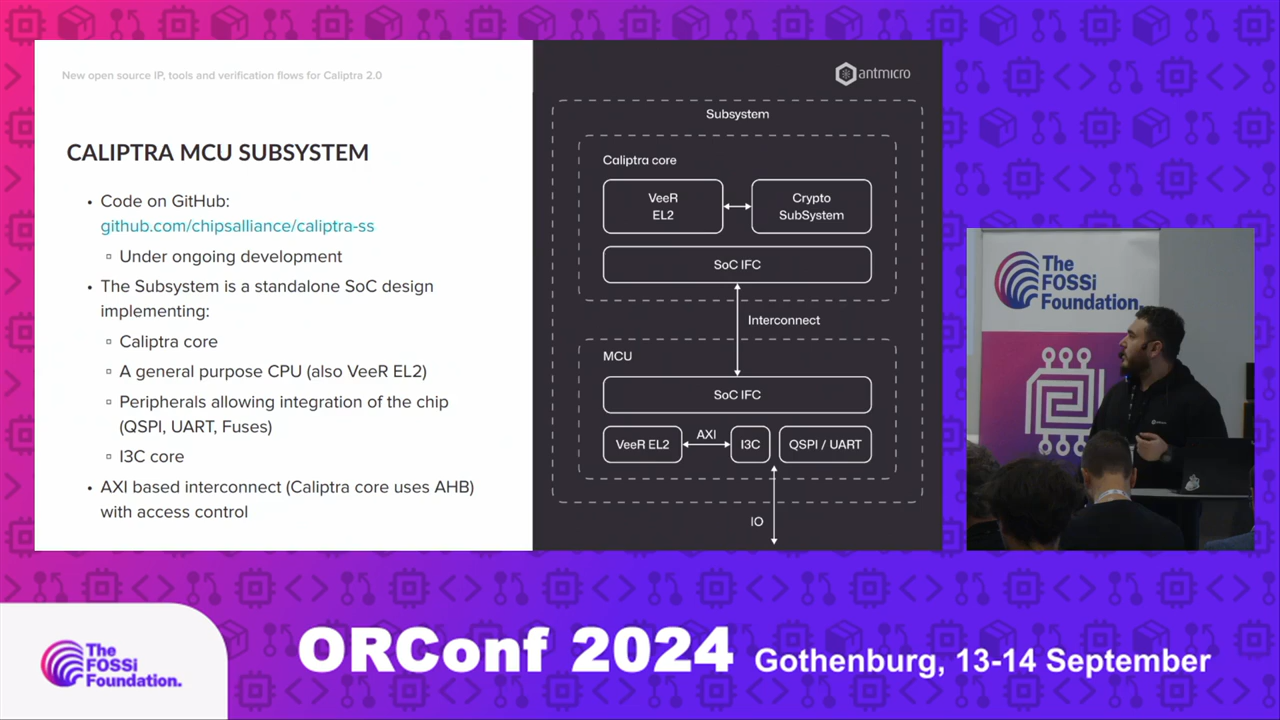 New open source IP, tools and verification flows for Caliptra 2.0
CALIPTRA MCU SUBSYSTEM
• Code on GitHub:
github.com/chipsalliance/caliptra-ss
▫ Under ongoing development
• The Subsystem is a standalone SoC design
implementing:
▫ Caliptra core
▫ A general purpose CPU (also VeeR EL2)
▫ Peripherals allowing integration of the chip
(QSPI, UART, Fuses)
▫ I3C core
• AXI based interconnect (Caliptra core uses AHB)
with access control
antmicro
Subsystem
Caliptra core
VeeR
EL2
Crypto
SubSystem
SoC IFC
Interconnect
MCU
SoC IFC
VeeR EL2
AXI
I3C
QSPI / UART
IO
The
FOSSi
Foundation.
The
FOSSi
Foundation.
ORConf 2024 Gothenburg, 13-14 September